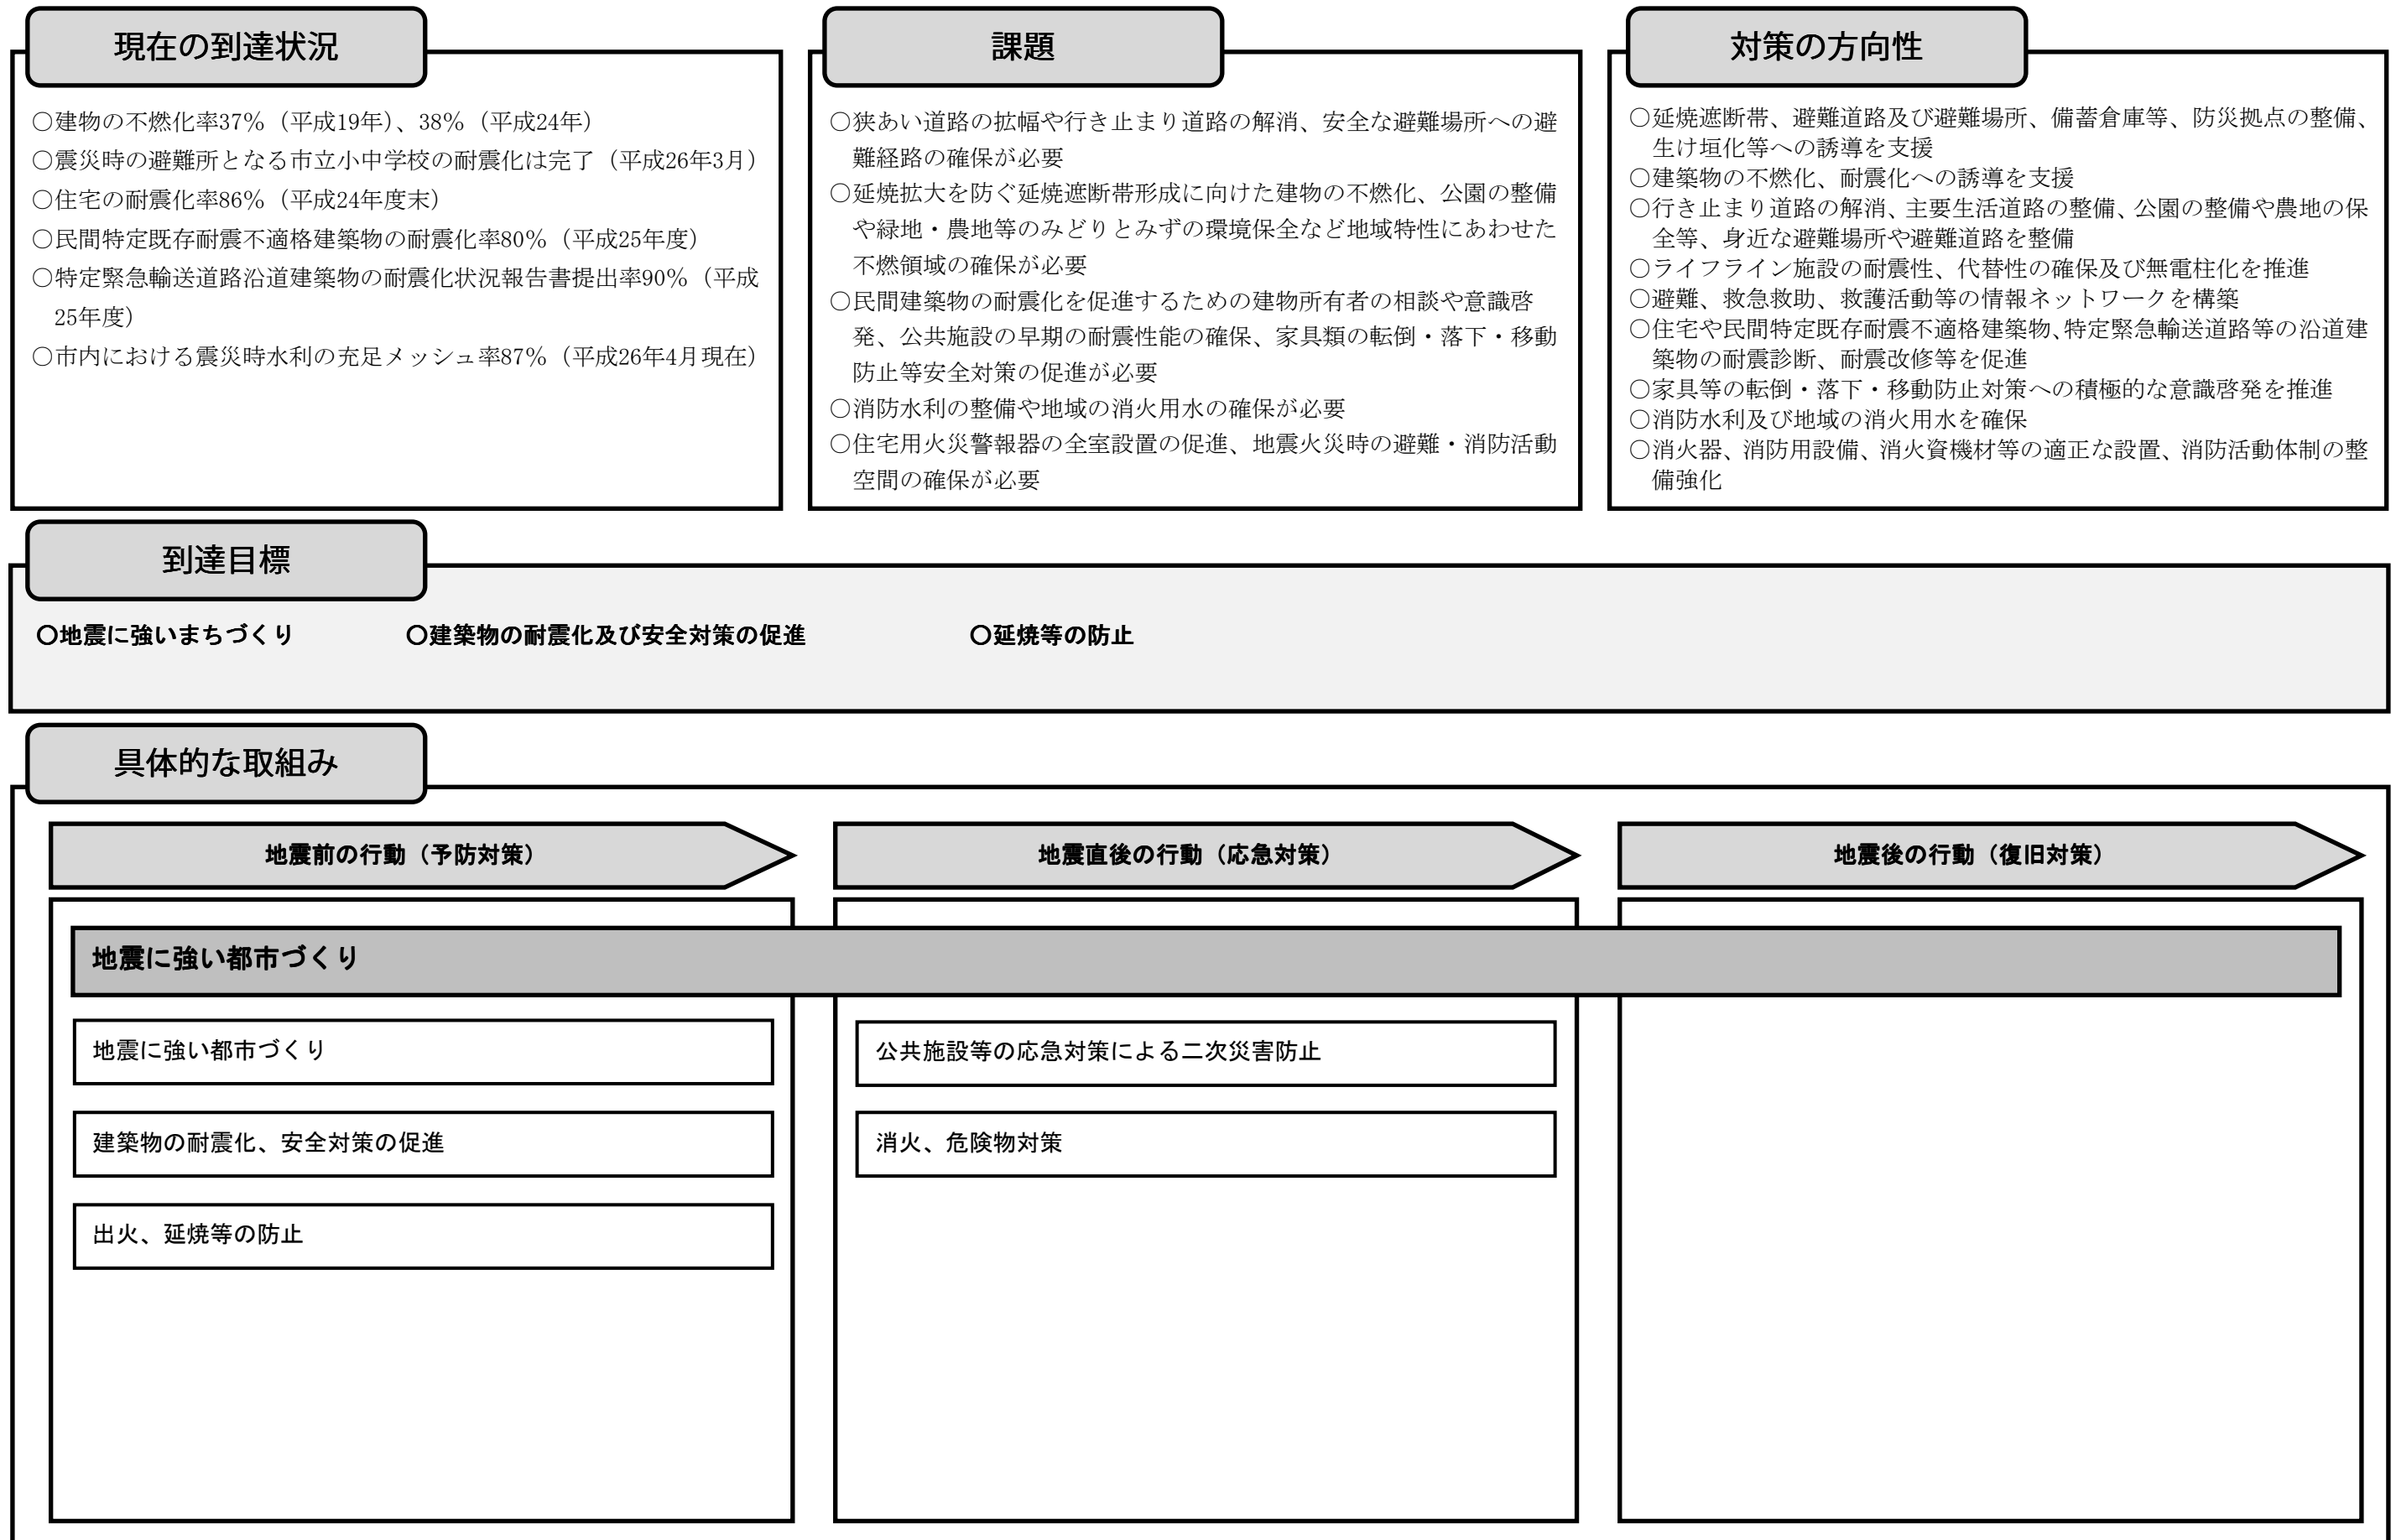 現在の到達状況
○建物の不燃化率37％（平成19年）、38％（平成24年）
○震災時の避難所となる市立小中学校の耐震化は完了（平成26年3月）
○住宅の耐震化率86％（平成24年度末）
○民間特定既存耐震不適格建築物の耐震化率80％（平成25年度）
○特定緊急輸送道路沿道建築物の耐震化状況報告書提出率90％（平成
25年度）
○市内における震災時水利の充足メッシュ率87％（平成26年4月現在）
課題
○狭あい道路の拡幅や行き止まり道路の解消、安全な避難場所への避
難経路の確保が必要
○延焼拡大を防ぐ延焼遮断帯形成に向けた建物の不燃化、公園の整備
や緑地・農地等のみどりとみずの環境保全など地域特性にあわせた
不燃領域の確保が必要
○民間建築物の耐震化を促進するための建物所有者の相談や意識啓
発、公共施設の早期の耐震性能の確保、家具類の転倒・落下・移動
防止等安全対策の促進が必要
○消防水利の整備や地域の消火用水の確保が必要
○住宅用火災警報器の全室設置の促進、地震火災時の避難・消防活動
空間の確保が必要
対策の方向性
○延焼遮断帯、避難道路及び避難場所、備蓄倉庫等、防災拠点の整備、
生け垣化等への誘導を支援
○建築物の不燃化、耐震化への誘導を支援
○行き止まり道路の解消、主要生活道路の整備、公園の整備や農地の保
全等、身近な避難場所や避難道路を整備
○ライフライン施設の耐震性、代替性の確保及び無電柱化を推進
○避難、救急救助、救護活動等の情報ネットワークを構築
○住宅や民間特定既存耐震不適格建築物、特定緊急輸送道路等の沿道建
築物の耐震診断、耐震改修等を促進
○家具等の転倒・落下・移動防止対策への積極的な意識啓発を推進
○消防水利及び地域の消火用水を確保
○消火器、消防用設備、消火資機材等の適正な設置、消防活動体制の整
備強化
到達目標
○地震に強いまちづくり ○建築物の耐震化及び安全対策の促進 ○延焼等の防止
具体的な取組み
地震前の行動（予防対策） 地震直後の行動（応急対策） 地震後の行動（復旧対策）
地震に強い都市づくり
地震に強い都市づくり
建築物の耐震化、安全対策の促進
出火、延焼等の防止
公共施設等の応急対策による二次災害防止
消火、危険物対策